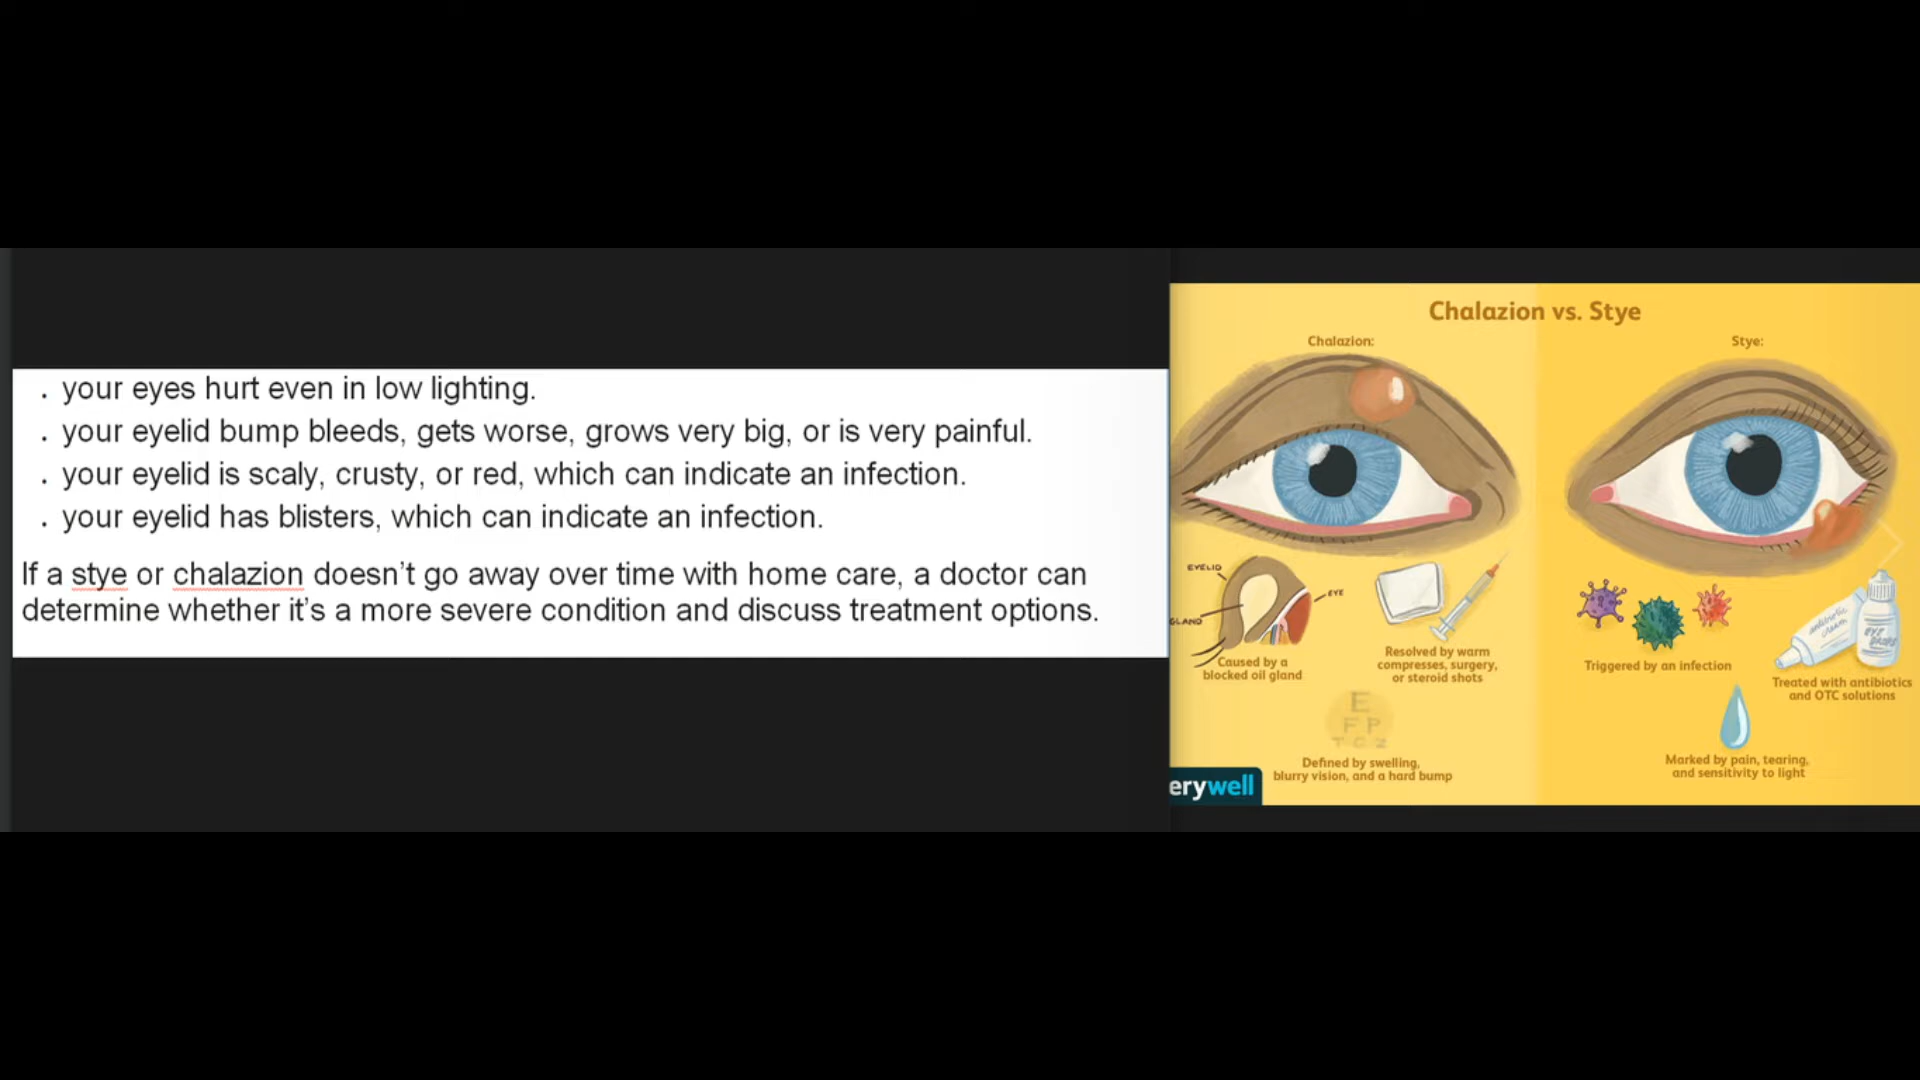 . your eyes hurt even in low lighting.
. your eyelid bump bleeds, gets worse, grows very big, or is very painful.
. your eyelid is scaly, crusty, or red, which can indicate an infection.
. your eyelid has blisters, which can indicate an infection.
If a stye or chalazion doesn’t go away over time with home care, a doctor can
determine whether it’s a more severe condition and discuss treatment options.
Chalazion vs. Stye
Chalazion:
EYELID
EYE
GLAND
Caused by a
blocked oil gland
Resolved by warm
compresses, surgery,
or steroid shots
E
F P
T O Z
Defined by swelling,
blurry vision, and a hard bump
erywell
Stye:
Triggered by an infection
antibiotic
cream
EYE
DROPS
Treated with antibiotics
and OTC solutions
Marked by pain, tearing,
and sensitivity to light